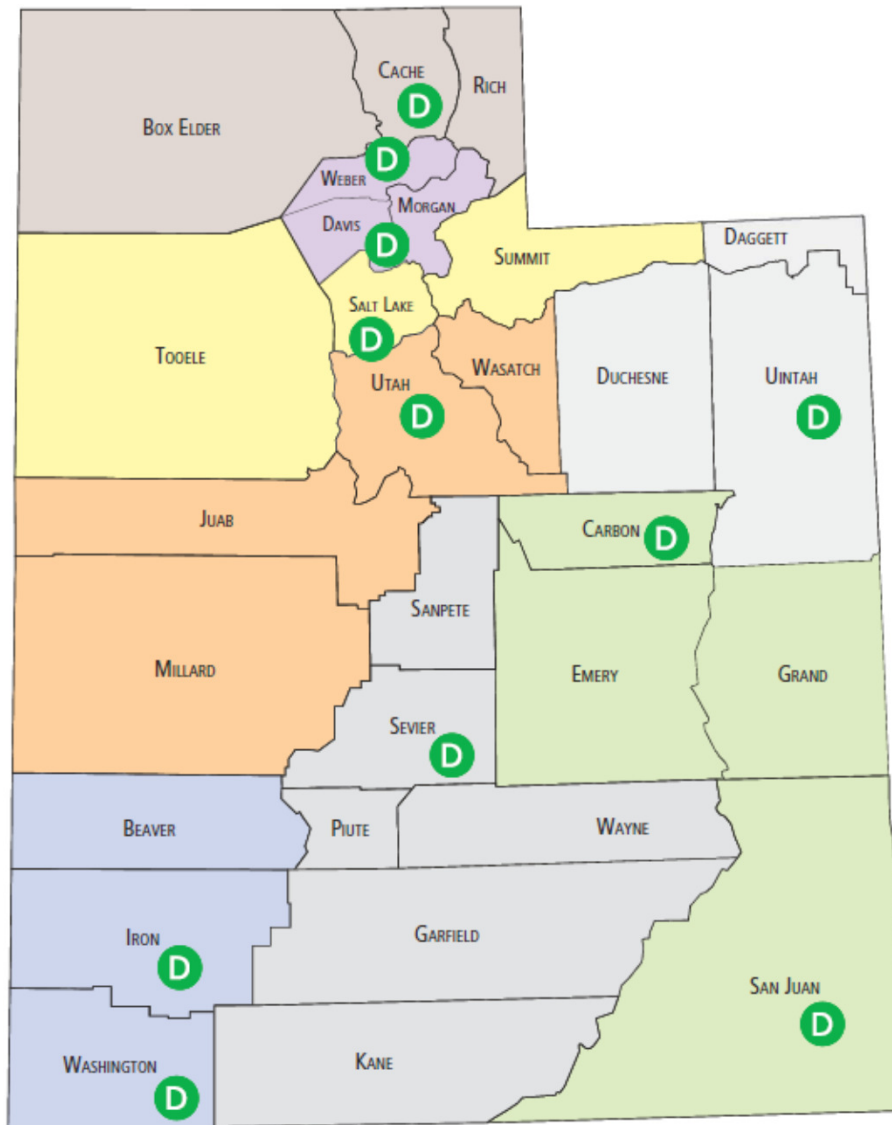 CACHE
D
RICH
BOX ELDER
D
WEBER
MORGAN
DAVIS
D
DAGGETT
SUMMIT
SALT LAKE
D
TOOELE
WASATCH
UTAH
D
DUCHESNE
UINTAH
D
JUAB
CARBON
D
SANPETE
MILLARD
EMERY
GRAND
SEVIER
D
BEAVER
PIUTE
WAYNE
IRON
D
GARFIELD
SAN JUAN
D
WASHINGTON
D
KANE